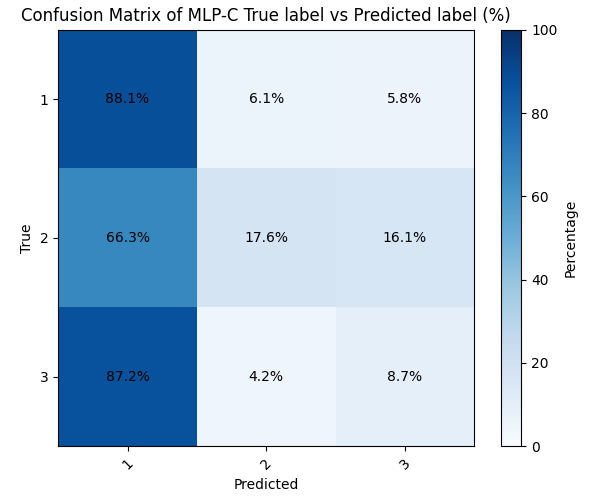 Confusion Matrix of MLP-C True label vs Predicted label (%)
1 88.1% 6.1% 5.8%
2 66.3% 17.6% 16.1%
3 87.2% 4.2% 8.7%
1 2 3
Predicted
True
100
80
60
40
20
0
Percentage